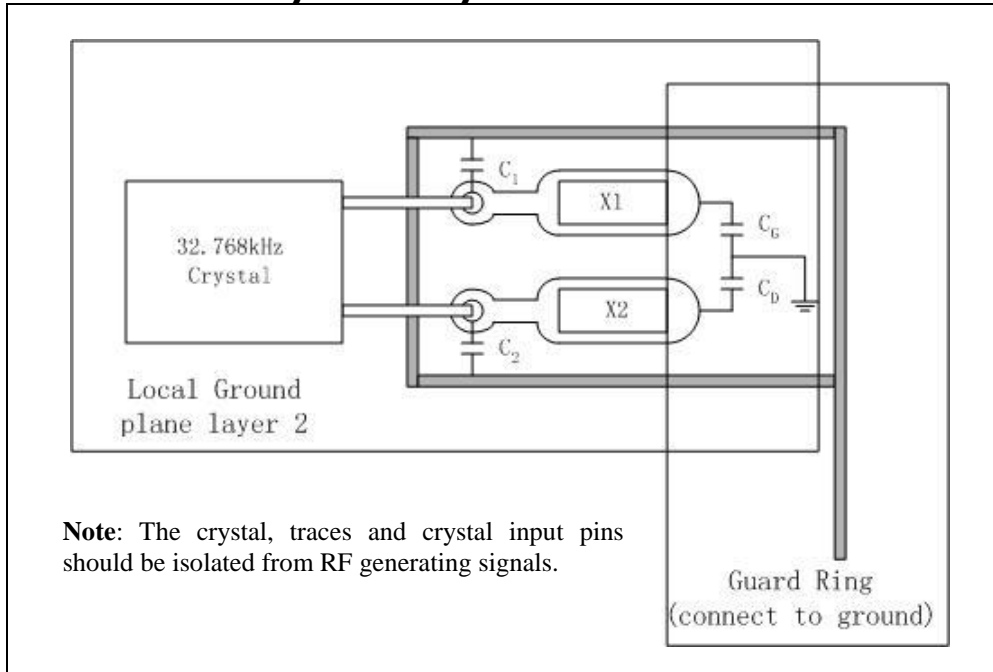 32.768kHz
Crystal
C1
X1
CG
CD
X2
C2
Local Ground
plane layer 2
Note: The crystal, traces and crystal input pins
should be isolated from RF generating signals.
Guard Ring
(connect to ground)